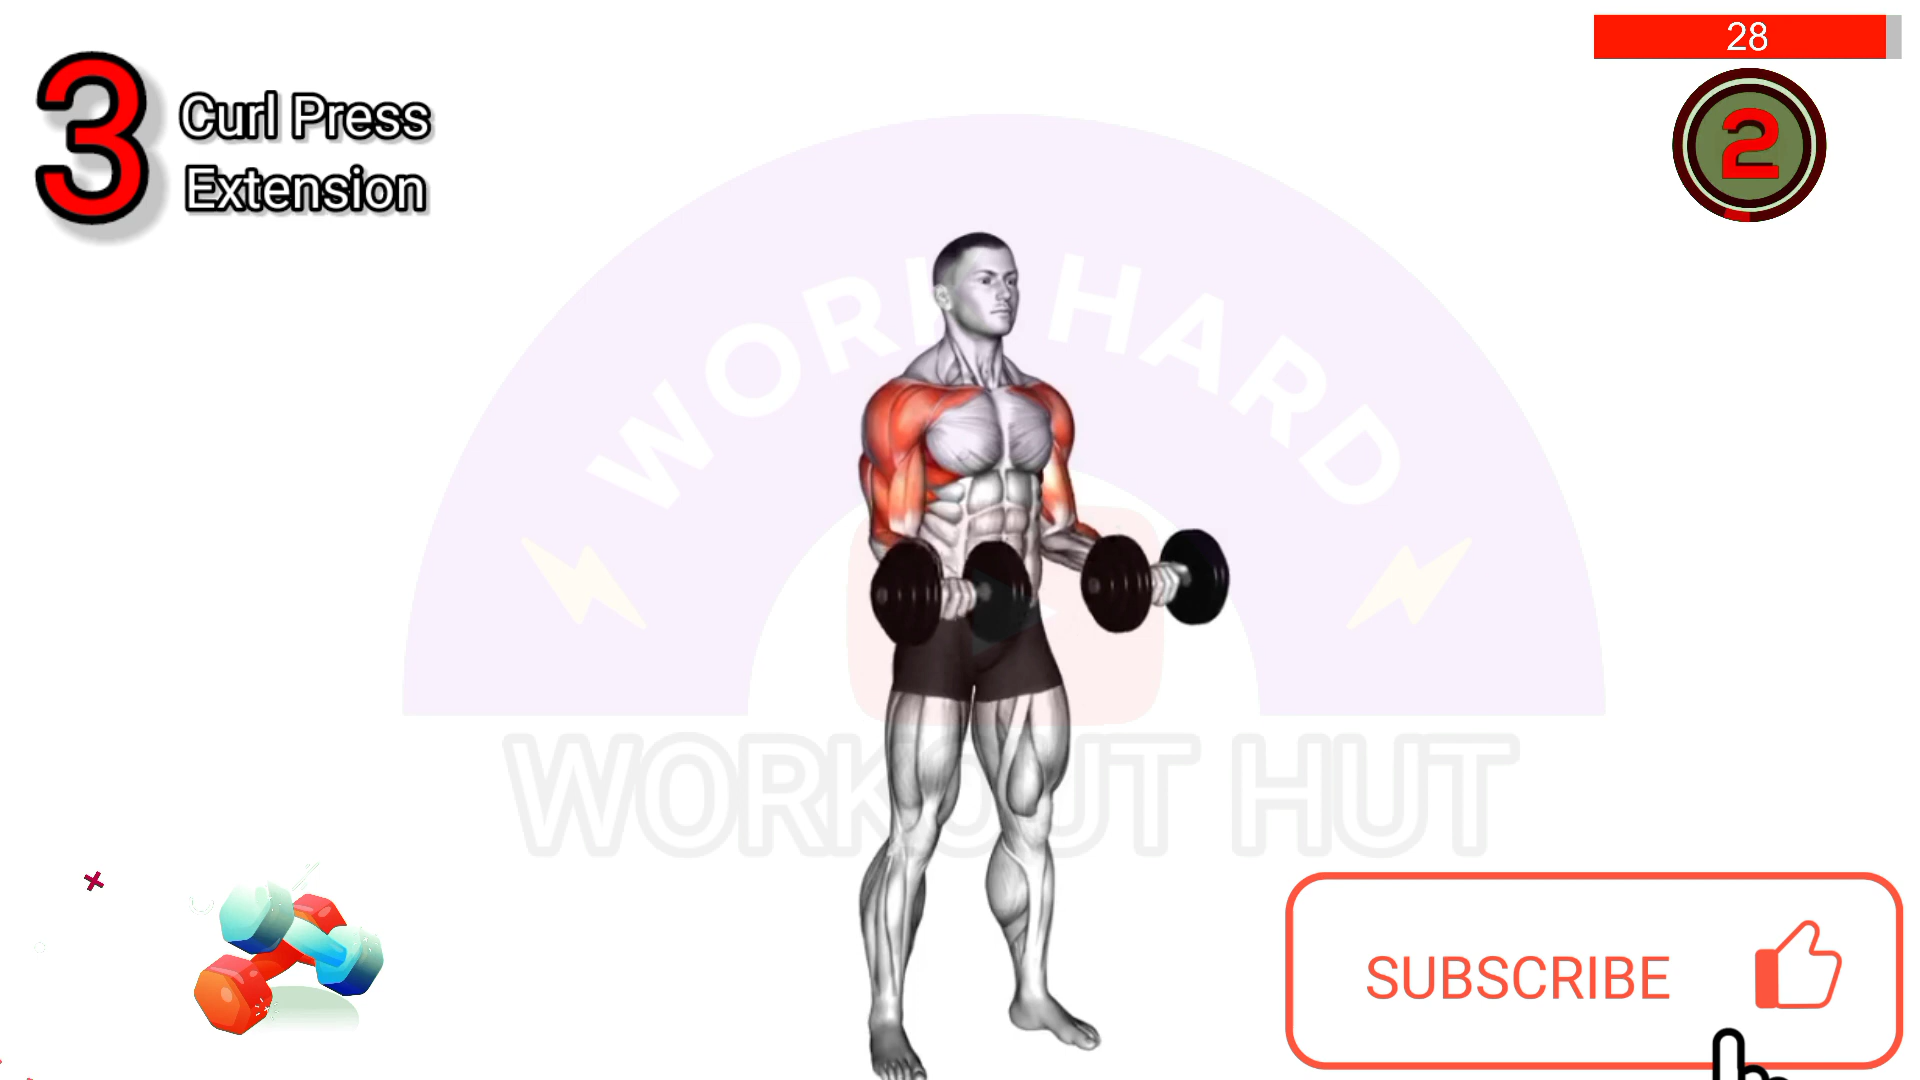 3
Curl Press
Extension
28
2
WORK HARD
WORKOUT HUT
SUBSCRIBE